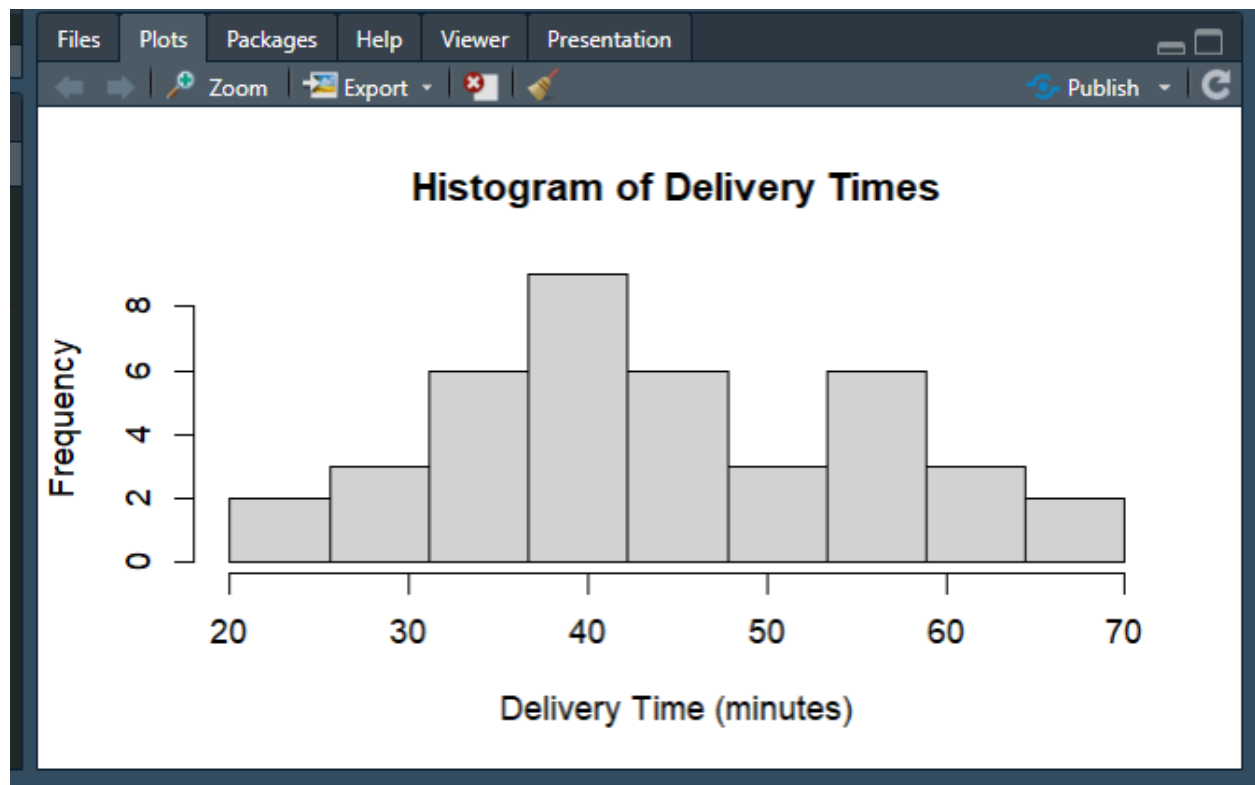 Files Plots Packages Help Viewer Presentation
Zoom Export Publish
Histogram of Delivery Times
Frequency
8
6
4
2
0
20 30 40 50 60 70
Delivery Time (minutes)